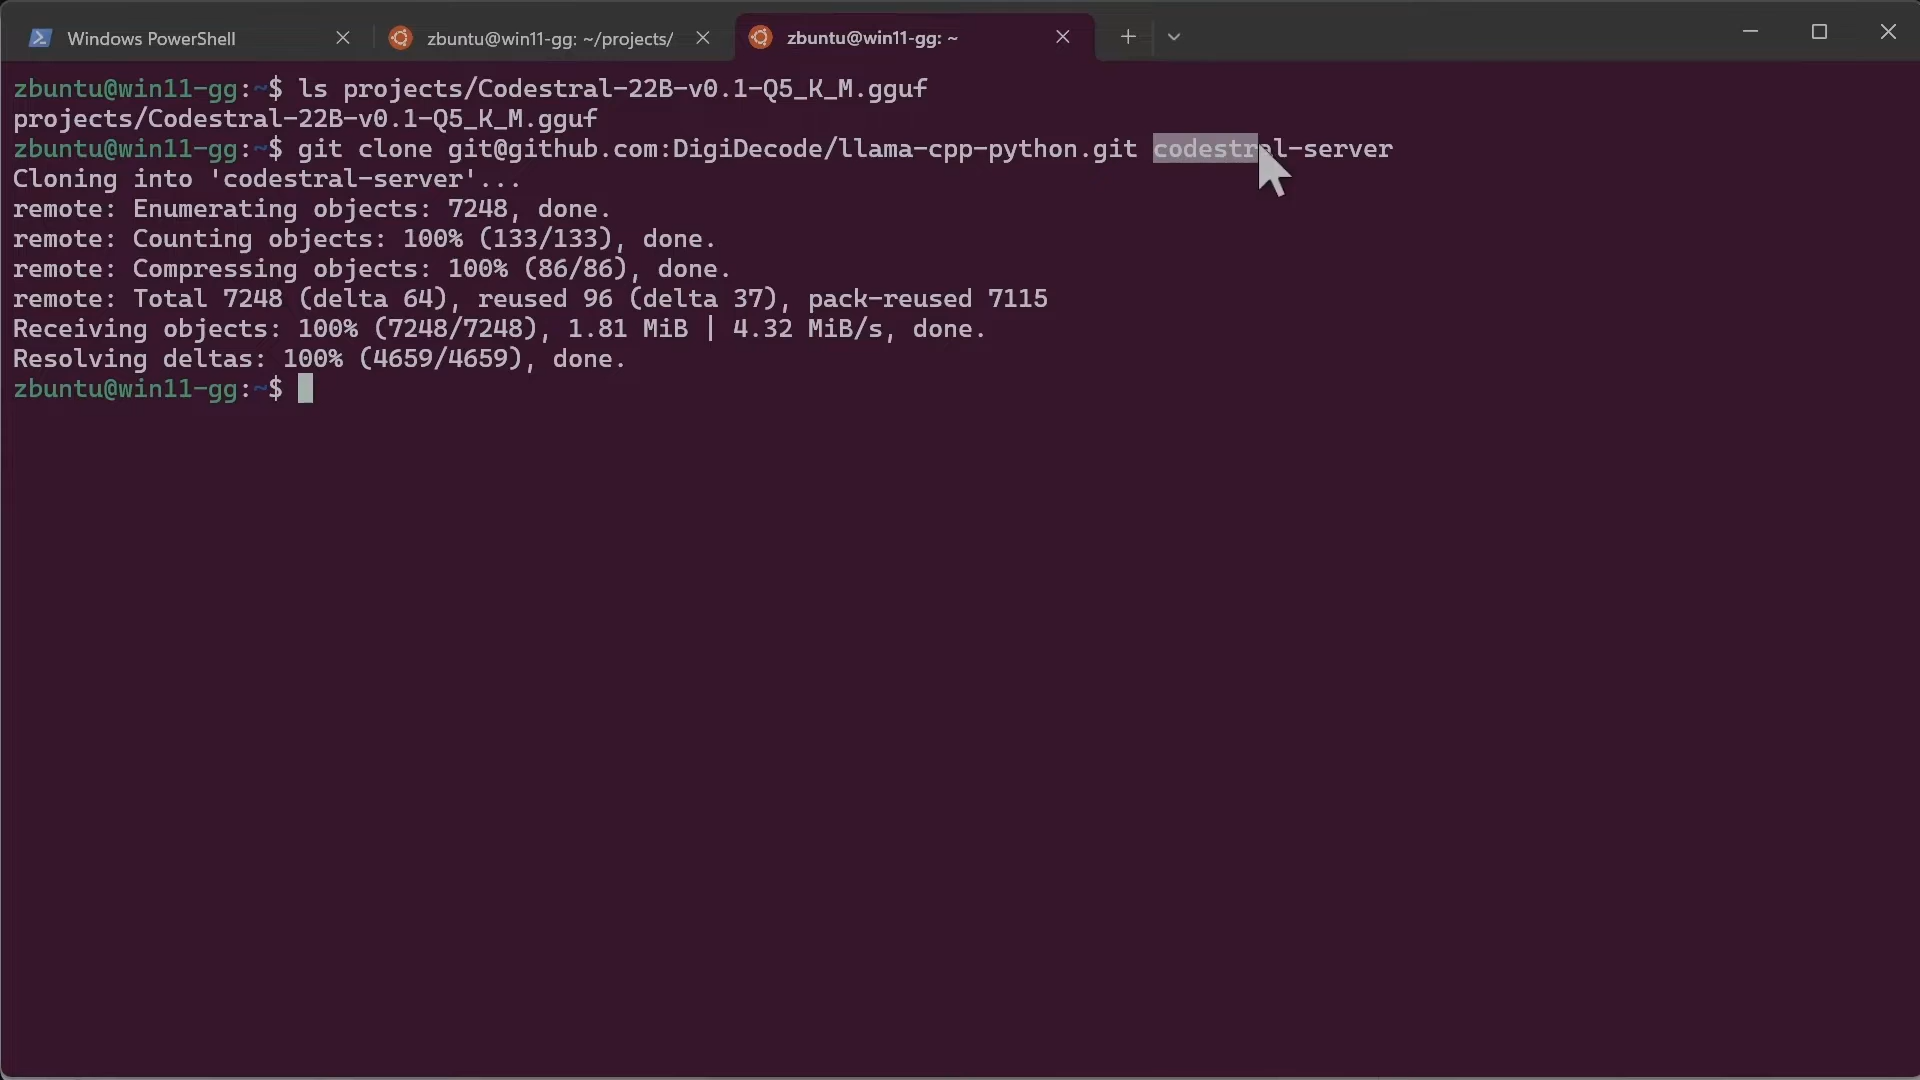 Windows PowerShell
zbuntu@win11-gg: ~/projects/
zbuntu@win11-gg: ~
zbuntu@win11-gg:~$ ls projects/Codestral-22B-v0.1-Q5_K_M.gguf
projects/Codestral-22B-v0.1-Q5_K_M.gguf
zbuntu@win11-gg:~$ git clone git@github.com:DigiDecode/llama-cpp-python.git codestral-server
Cloning into 'codestral-server'...
remote: Enumerating objects: 7248, done.
remote: Counting objects: 100% (133/133), done.
remote: Compressing objects: 100% (86/86), done.
remote: Total 7248 (delta 64), reused 96 (delta 37), pack-reused 7115
Receiving objects: 100% (7248/7248), 1.81 MiB | 4.32 MiB/s, done.
Resolving deltas: 100% (4659/4659), done.
zbuntu@win11-gg:~$